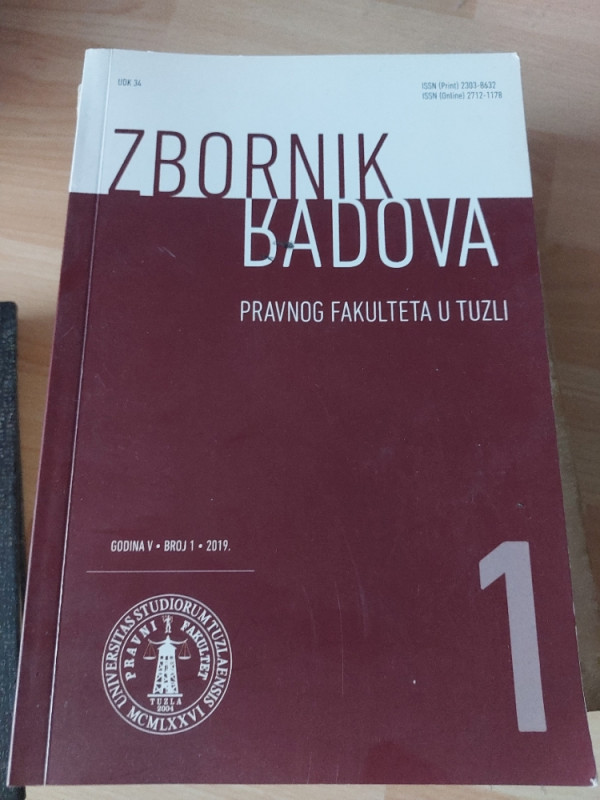 UDK 34
ISSN (Print) 2303-8632
ISSN (Online) 2712-1178
ZBORNIK
RADOVA
PRAVNOG FAKULTETA U TUZLI
GODINA V • BROJ 1 • 2019.
1
UNIVERSITAS STUDIORUM TUZLAENSIS
PRAVNI FAKULTET
TUZLA
2004
MCMLXXVI